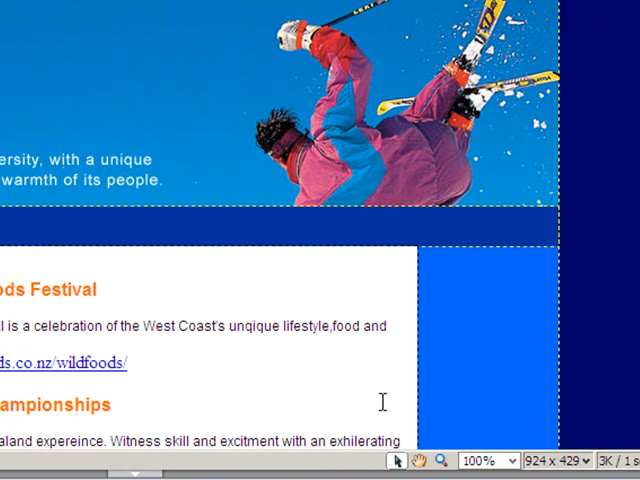 ersity, with a unique
warmth of its people.
ods Festival
l is a celebration of the West Coast's unqique lifestyle,food and
ds.co.nz/wildfoods/
ampionships
aland expereince. Witness skill and excitment with an exhilerating
100% 924 x 429 3K / 1 s